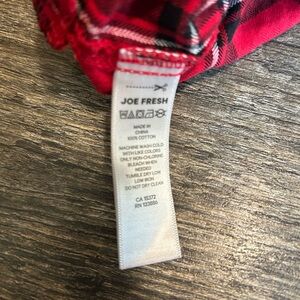 JOE FRESH
MADE IN
CHINA
100% COTTON
MACHINE WASH COLD
WITH LIKE COLORS
ONLY NON-CHLORINE
BLEACH WHEN
NEEDED
TUMBLE DRY LOW
LOW IRON
DO NOT DRY CLEAN
CA 15372
RN 133850